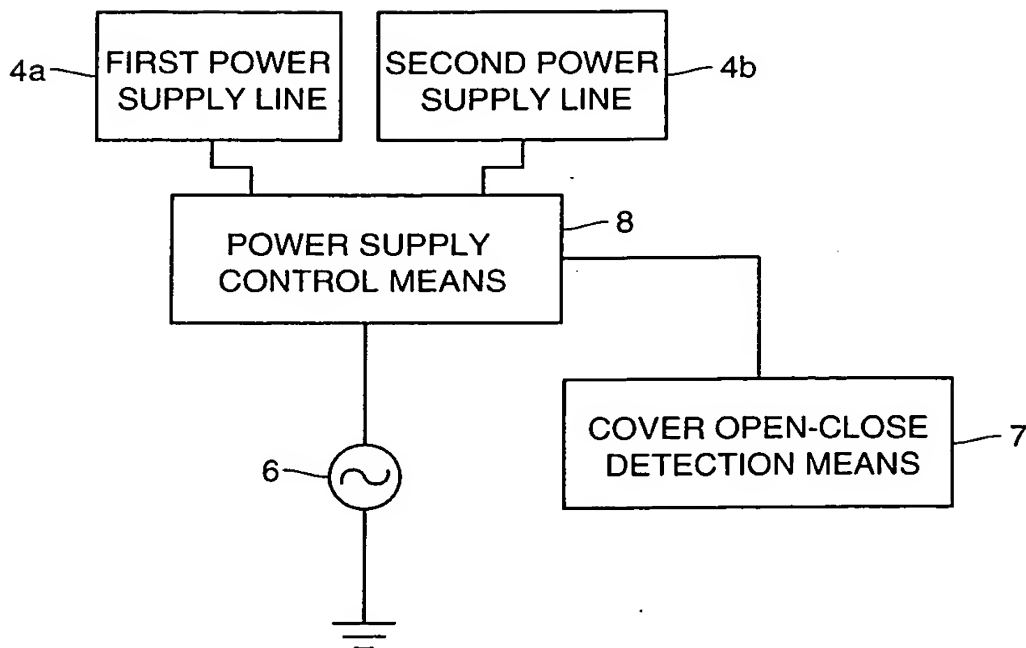 4a
FIRST POWER
SUPPLY LINE
SECOND POWER
SUPPLY LINE
4b
8
POWER SUPPLY
CONTROL MEANS
6
COVER OPEN-CLOSE
DETECTION MEANS
7